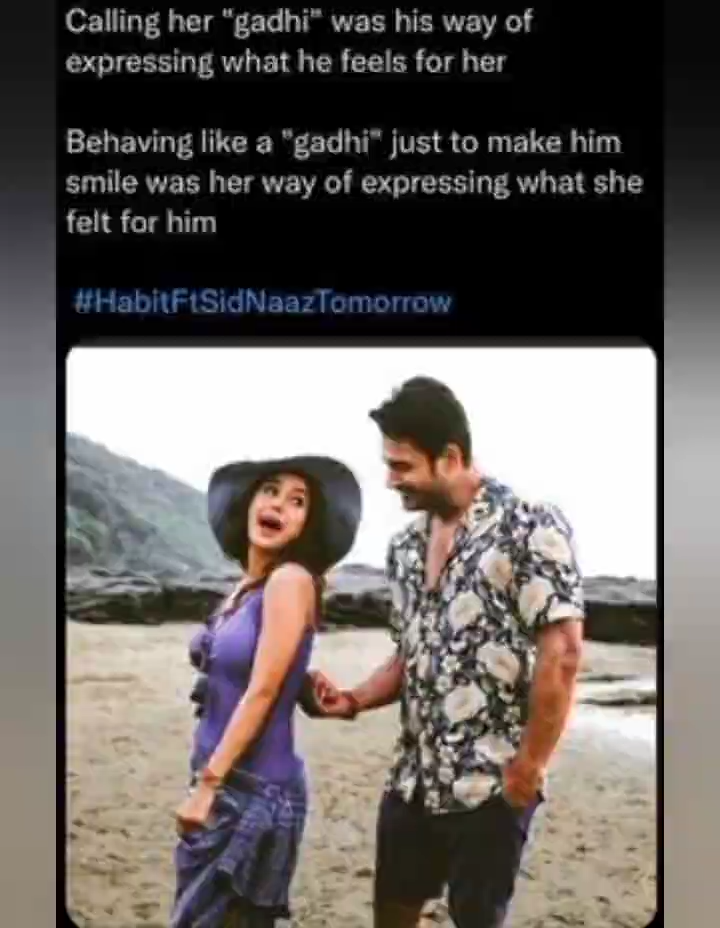 Calling her "gadhi" was his way of
expressing what he feels for her
Behaving like a "gadhi" just to make him
smile was her way of expressing what she
felt for him
#HabitFtSidNaazTomorrow